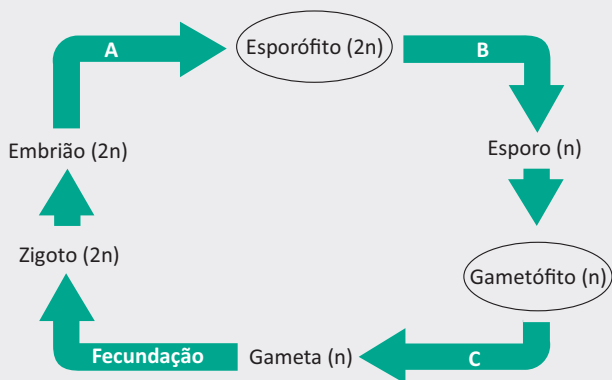 A
Esporófito (2n)
B
Embrião (2n)
Esporo (n)
Zigoto (2n)
Gametófito (n)
Fecundação
Gameta (n)
C